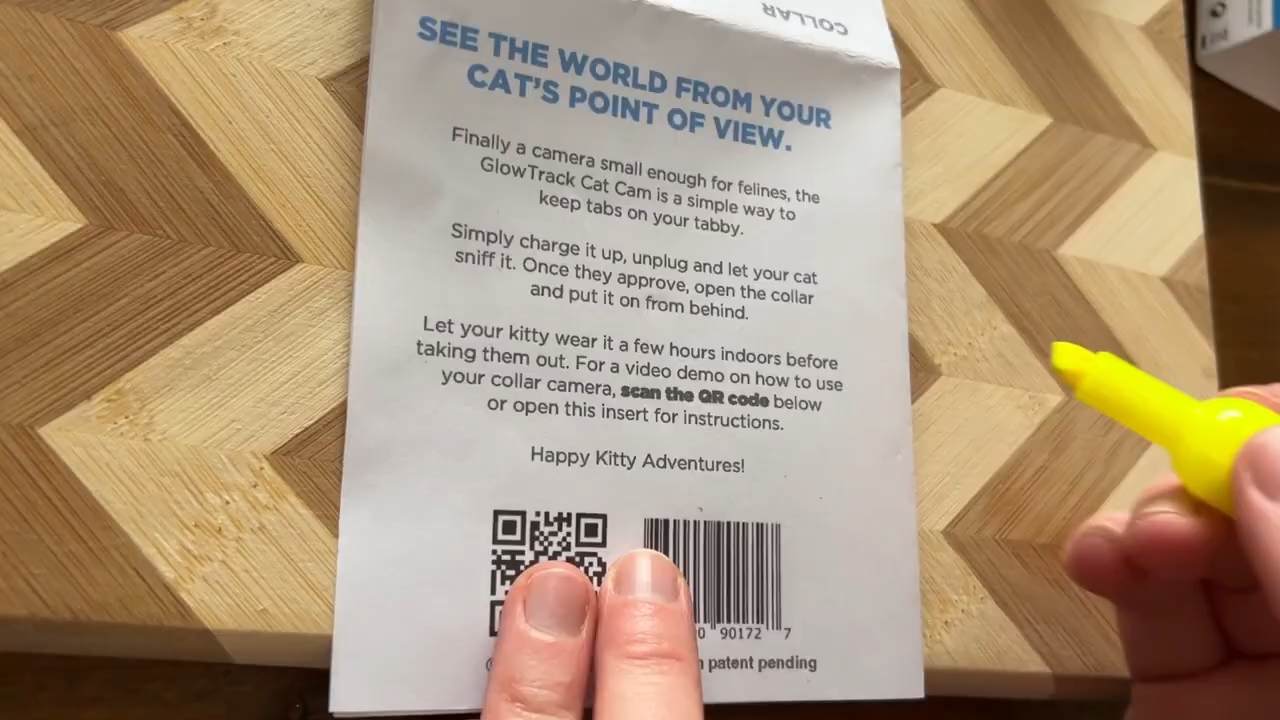 COLLAR
SEE THE WORLD FROM YOUR
CAT'S POINT OF VIEW.
Finally a camera small enough for felines, the
GlowTrack Cat Cam is a simple way to
keep tabs on your tabby.
Simply charge it up, unplug and let your cat
sniff it. Once they approve, open the collar
and put it on from behind.
Let your kitty wear it a few hours indoors before
taking them out. For a video demo on how to use
your collar camera, scan the QR code below
or open this insert for instructions.
Happy Kitty Adventures!
0 90172 7
patent pending